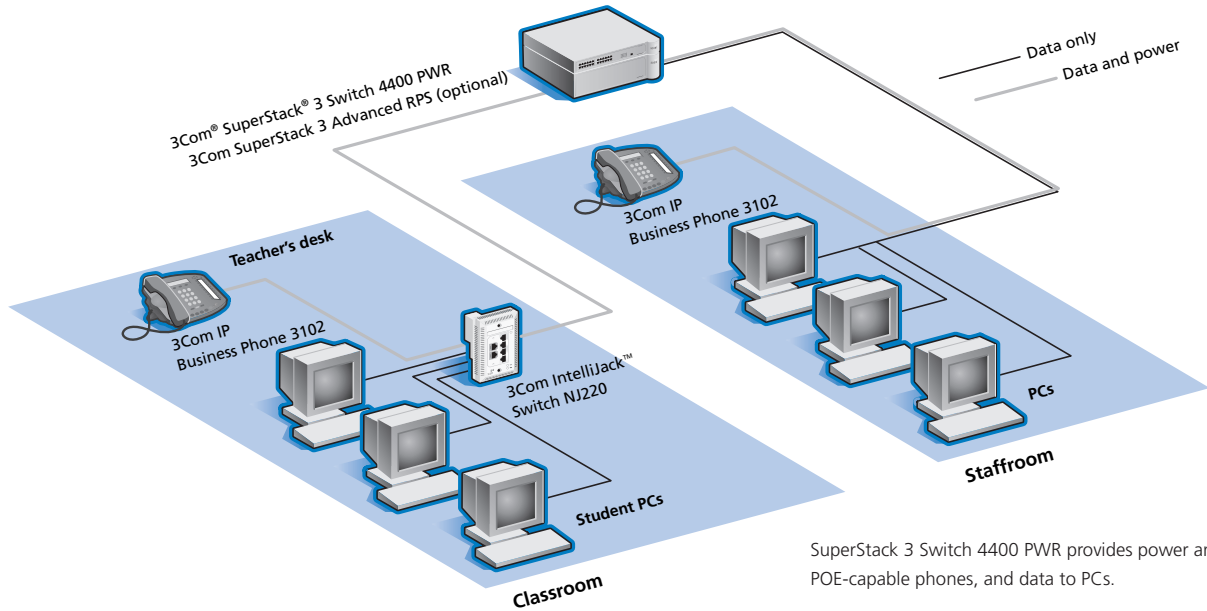 Data only
Data and power
3Com® SuperStack® 3 Switch 4400 PWR
3Com SuperStack 3 Advanced RPS (optional)
3Com IP
Business Phone 3102
Teacher's desk
3Com IP
Business Phone 3102
3Com IntelliJack™
Switch NJ220
PCs
Staffroom
Student PCs
Classroom
SuperStack 3 Switch 4400 PWR provides power
POE-capable phones, and data to PCs.